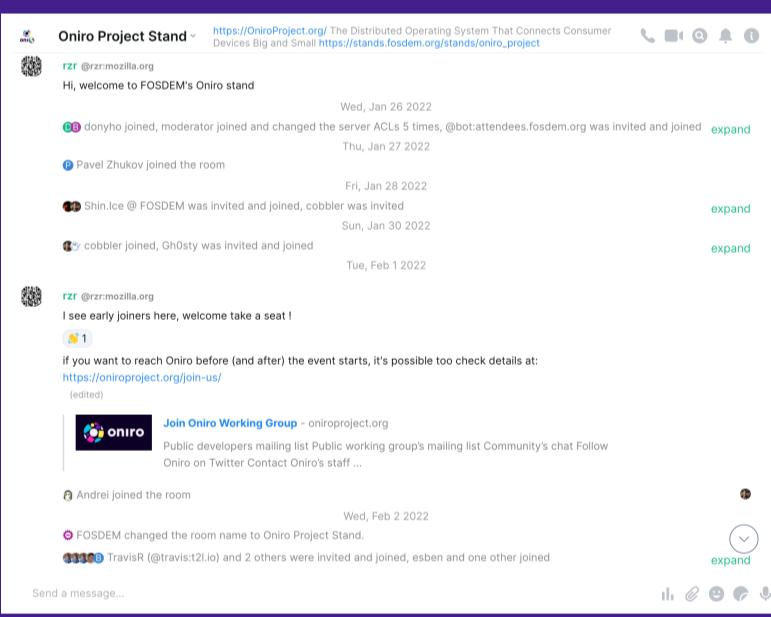 Oniro Project Stand
https://OniroProject.org/ The Distributed Operating System That Connects Consumer
Devices Big and Small https://stands.fosdem.org/stands/oniro_project
rzr @rzr:mozilla.org
Hi, welcome to FOSDEM's Oniro stand
Wed, Jan 26 2022
donyho joined, moderator joined and changed the server ACLs 5 times, @bot:attendees.fosdem.org was invited and joined expand
Thu, Jan 27 2022
P Pavel Zhukov joined the room
Fri, Jan 28 2022
Shin.Ice @ FOSDEM was invited and joined, cobbler was invited expand
Sun, Jan 30 2022
cobbler joined, Gh0sty was invited and joined expand
Tue, Feb 1 2022
rzr @rzr:mozilla.org
I see early joiners here, welcome take a seat !
👋 1
if you want to reach Oniro before (and after) the event starts, it's possible too check details at:
https://oniroproject.org/join-us/
(edited)
oniro
Join Oniro Working Group - oniroproject.org
Public developers mailing list Public working group's mailing list Community's chat Follow
Oniro on Twitter Contact Oniro's staff ...
Andrei joined the room
Wed, Feb 2 2022
FOSDEM changed the room name to Oniro Project Stand.
TravisR (@travis:t2l.io) and 2 others were invited and joined, esben and one other joined expand
Send a message...